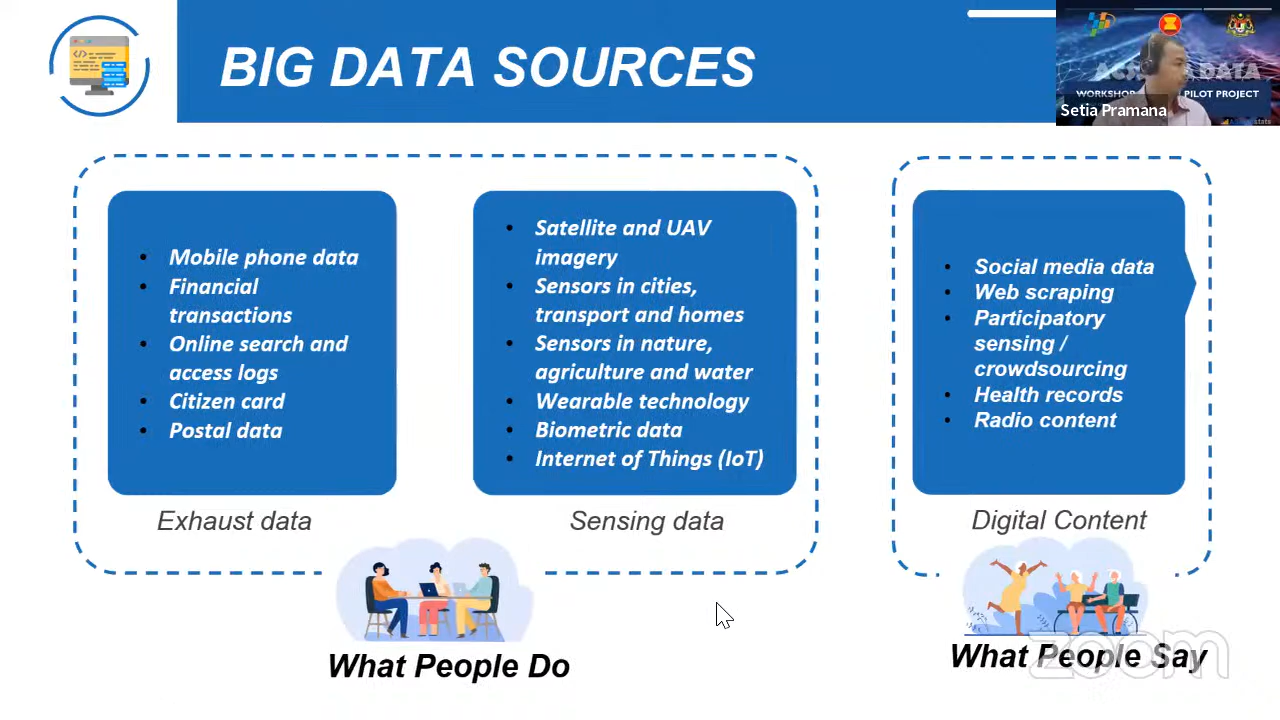 BIG DATA SOURCES
WORKSHOP
PILOT PROJECT
Setia Pramana
• Mobile phone data
• Financial
transactions
• Online search and
access logs
• Citizen card
• Postal data
Exhaust data
• Satellite and UAV
imagery
• Sensors in cities,
transport and homes
• Sensors in nature,
agriculture and water
• Wearable technology
• Biometric data
• Internet of Things (IoT)
Sensing data
What People Do
• Social media data
• Web scraping
• Participatory
sensing /
crowdsourcing
• Health records
• Radio content
Digital Content
What People Say
zoom